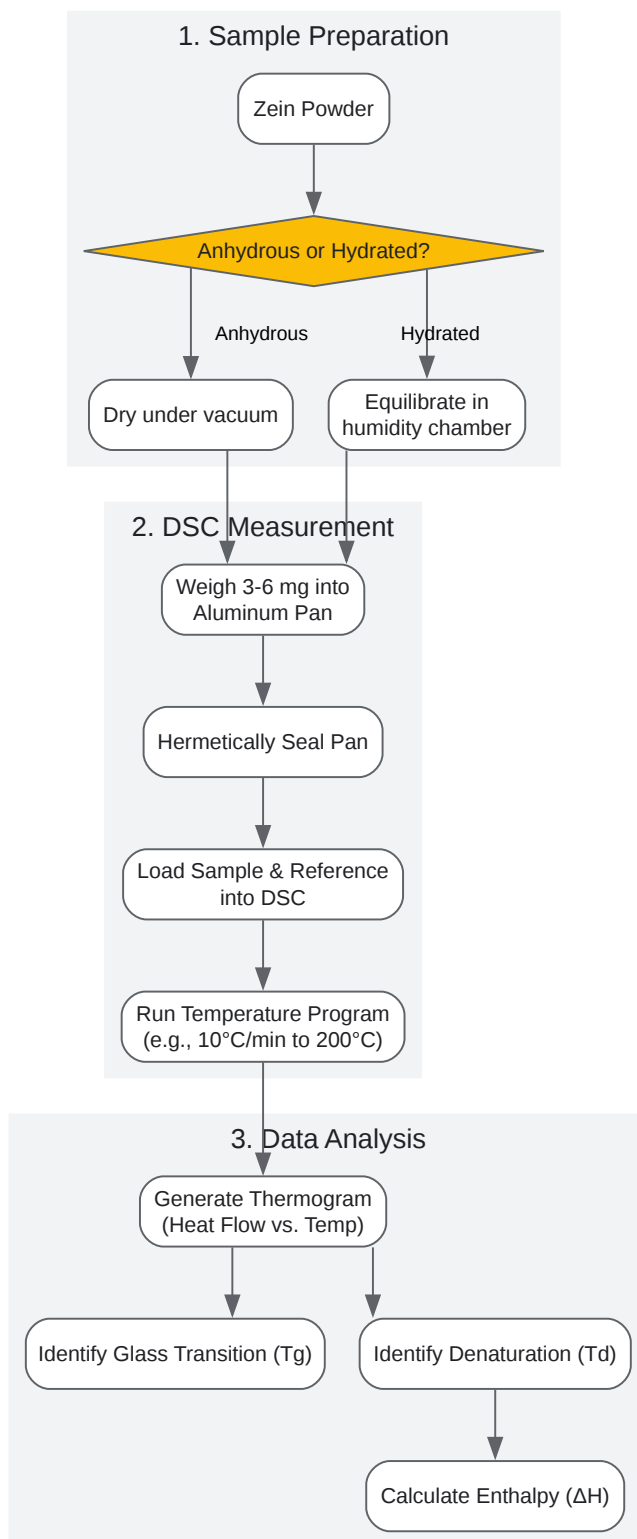 1. Sample Preparation
Zein Powder
Anhydrous or Hydrated?
Anhydrous
Hydrated
Dry under vacuum
Equilibrate in
humidity chamber
2. DSC Measurement
Weigh 3-6 mg into
Aluminum Pan
Hermetically Seal Pan
Load Sample & Reference
into DSC
Run Temperature Program
(e.g., 10°C/min to 200°C)
3. Data Analysis
Generate Thermogram
(Heat Flow vs. Temp)
Identify Glass Transition (Tg)
Identify Denaturation (Td)
Calculate Enthalpy (ΔH)